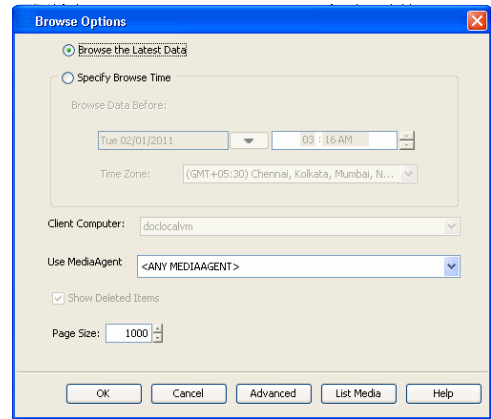 Browse Options
Browse the Latest Data
Specify Browse Time
Browse Data Before:
Tue 02/01/2011 03 : 16 AM
Time Zone: (GMT+05:30) Chennai, Kolkata, Mumbai, N...
Client Computer: doclocalvm
Use MediaAgent <ANY MEDIAAGENT>
Show Deleted Items
Page Size: 1000
OK Cancel Advanced List Media Help